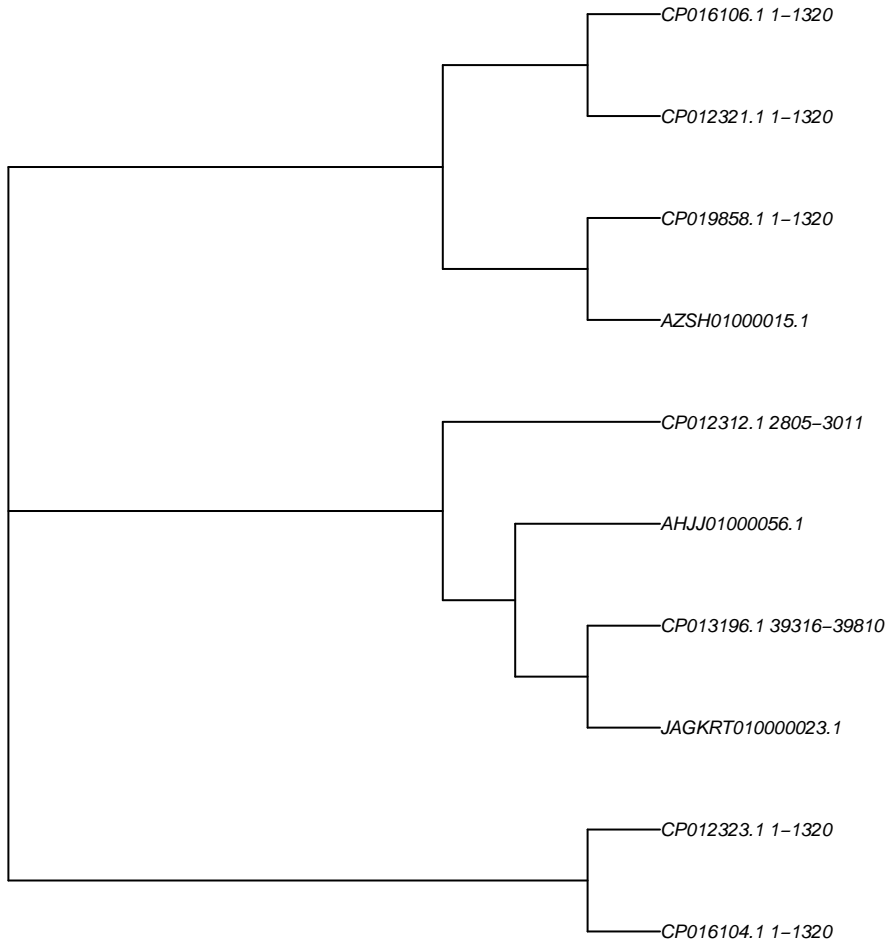 CP016106.1 1−1320
CP012321.1 1−1320
CP019858.1 1−1320
AZSH01000015.1
CP012312.1 2805−3011
AHJJ01000056.1
CP013196.1 39316−39810
JAGKRT010000023.1
CP012323.1 1−1320
CP016104.1 1−1320